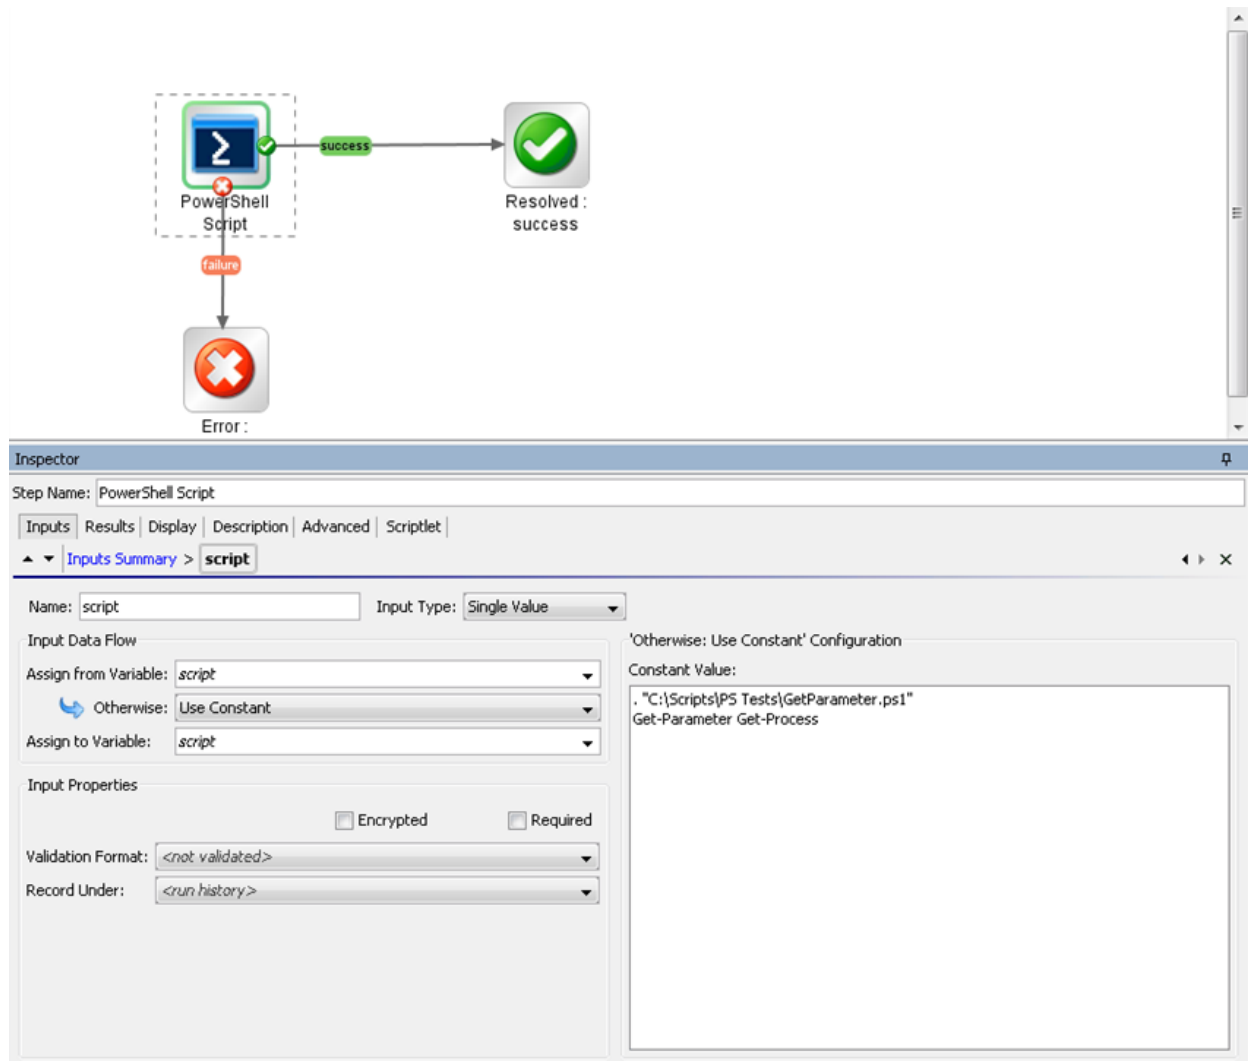 success
PowerShell
Script
Resolved :
success
failure
Error :
Inspector
Step Name: PowerShell Script
Inputs Results Display Description Advanced Scriptlet
Inputs Summary > script
Name: script Input Type: Single Value
Input Data Flow
Assign from Variable: script
Otherwise: Use Constant
Assign to Variable: script
Input Properties
Encrypted Required
Validation Format: <not validated>
Record Under: <run history>
'Otherwise: Use Constant' Configuration
Constant Value:
. "C:\Scripts\PS Tests\GetParameter.ps1"
Get-Parameter Get-Process